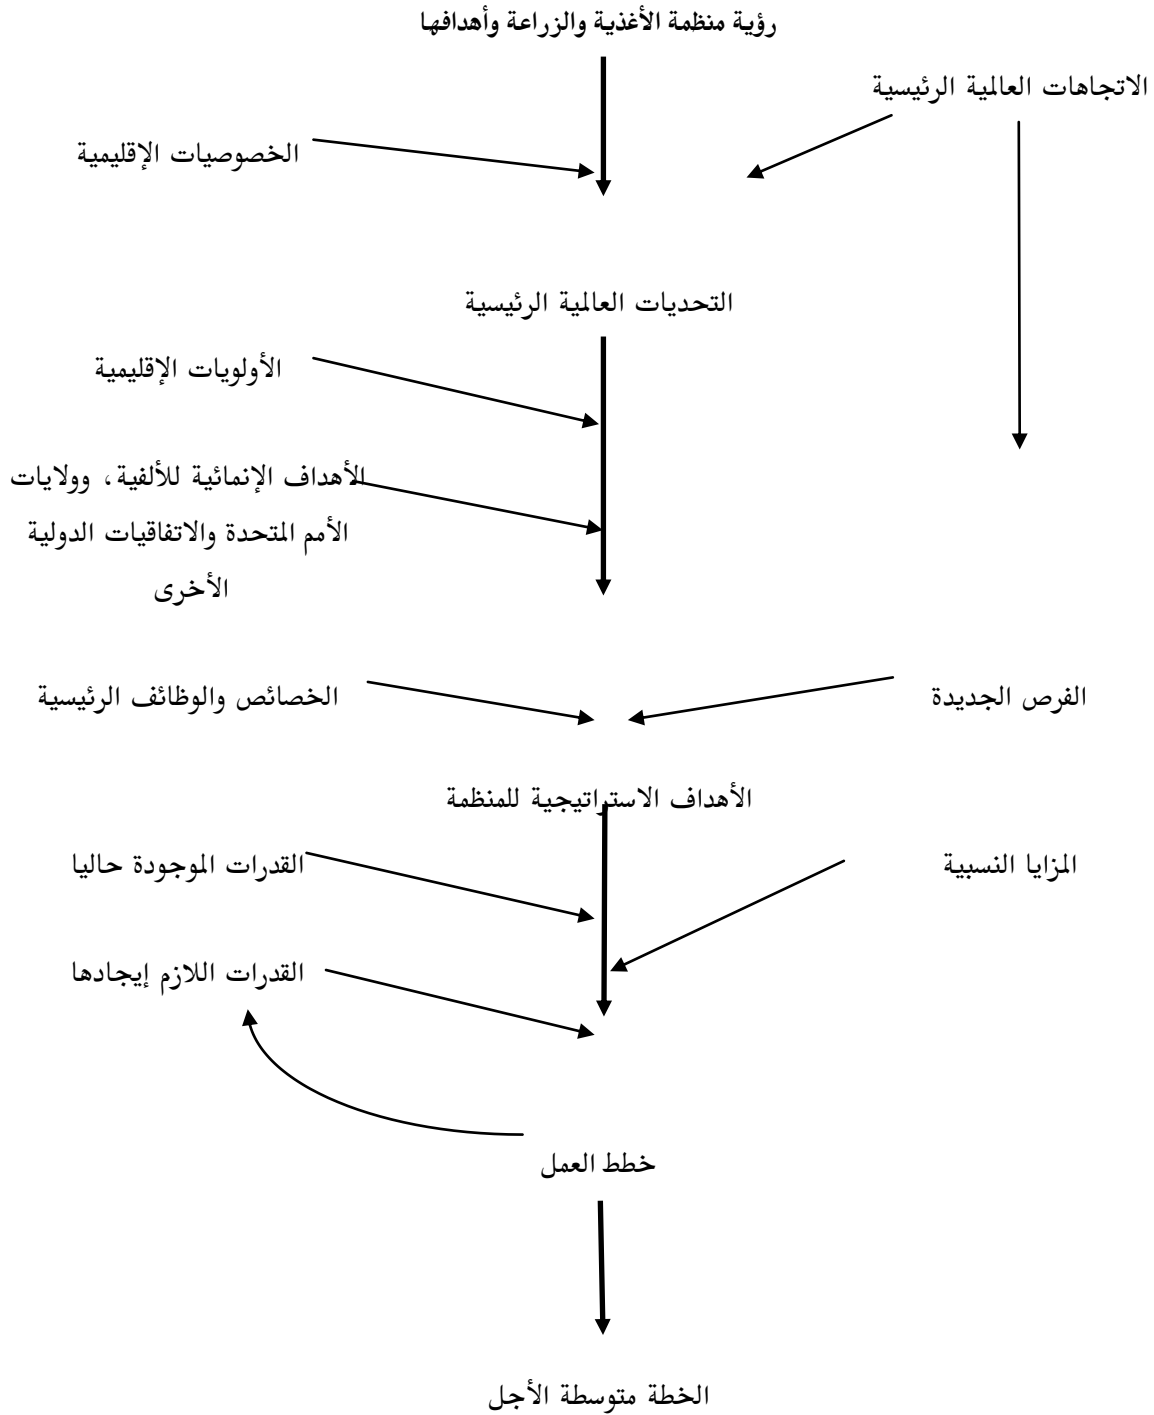 رؤية منظمة الأغذية والزراعة وأهدافها
الاتجاهات العالمية الرئيسية
الخصوصيات الإقليمية
التحديات العالمية الرئيسية
الأولويات الإقليمية
الأهداف الإنمائية للألفية، وولايات
الأمم المتحدة والاتفاقيات الدولية
الأخرى
الفرص الجديدة
الخصائص والوظائف الرئيسية
الأهداف الاستراتيجية للمنظمة
المزايا النسبية
القدرات الموجودة حاليا
القدرات اللازم إيجادها
خطط العمل
الخطة متوسطة الأجل